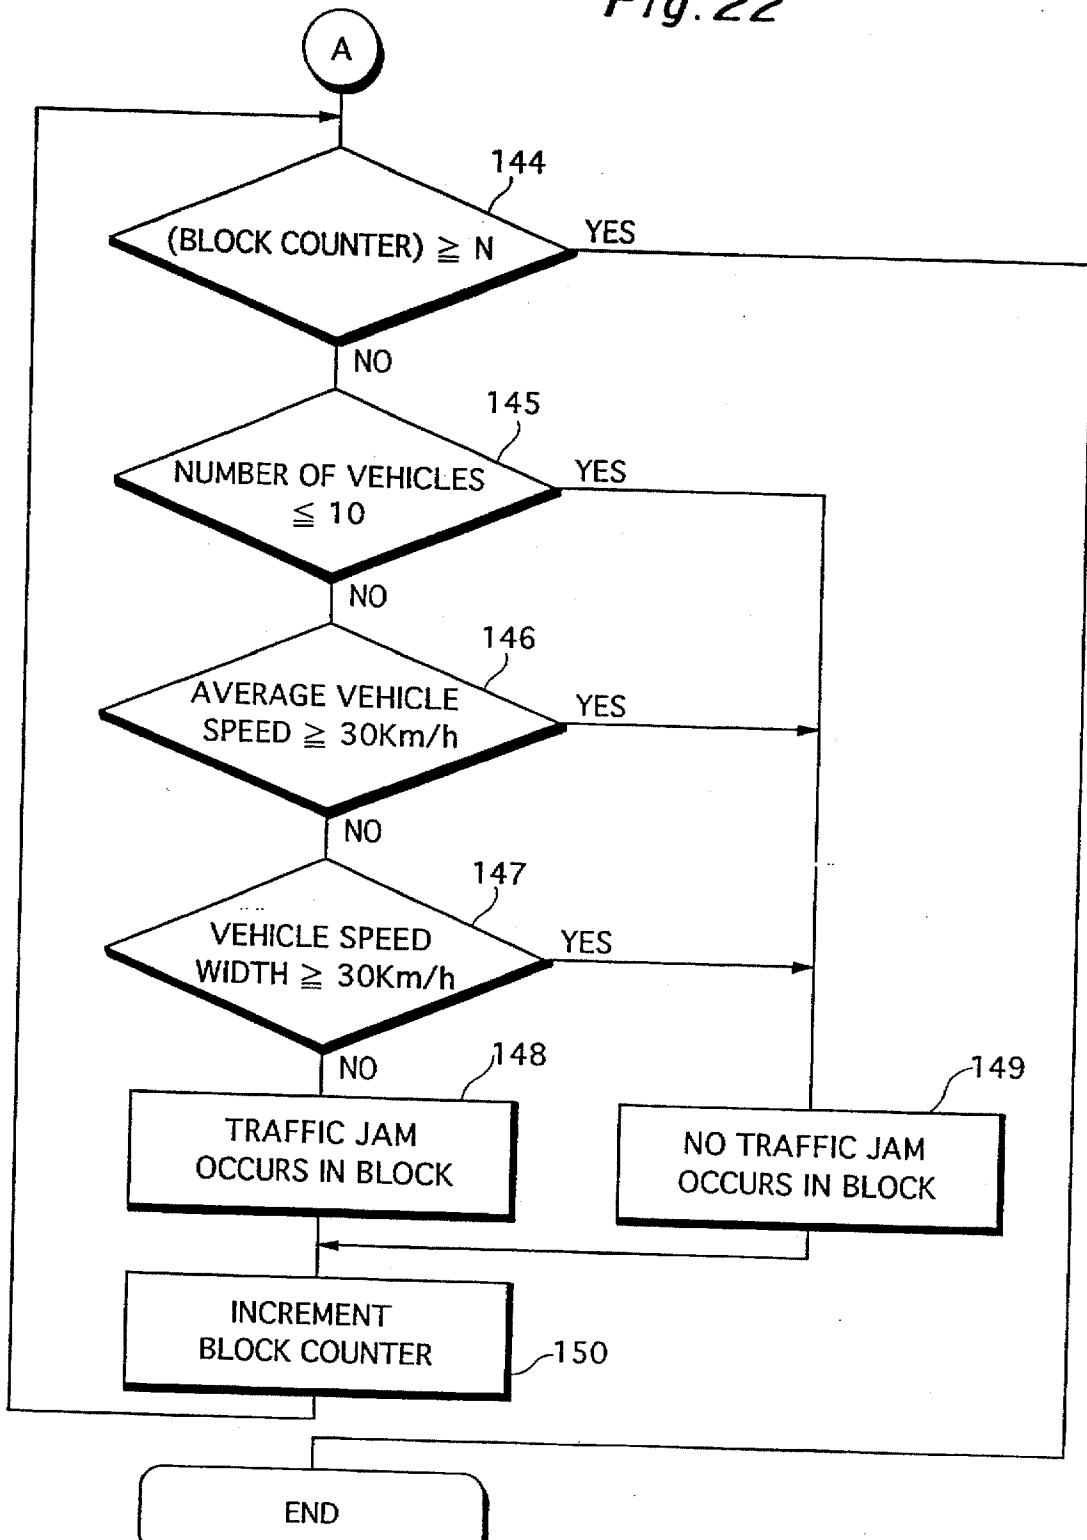 Fig. 22
A
144
(BLOCK COUNTER) ≧ N
YES
NO
145
NUMBER OF VEHICLES
≦ 10
YES
NO
146
AVERAGE VEHICLE
SPEED ≧ 30Km/h
YES
NO
147
VEHICLE SPEED
WIDTH ≧ 30Km/h
YES
NO
148
TRAFFIC JAM
OCCURS IN BLOCK
149
NO TRAFFIC JAM
OCCURS IN BLOCK
INCREMENT
BLOCK COUNTER
150
END